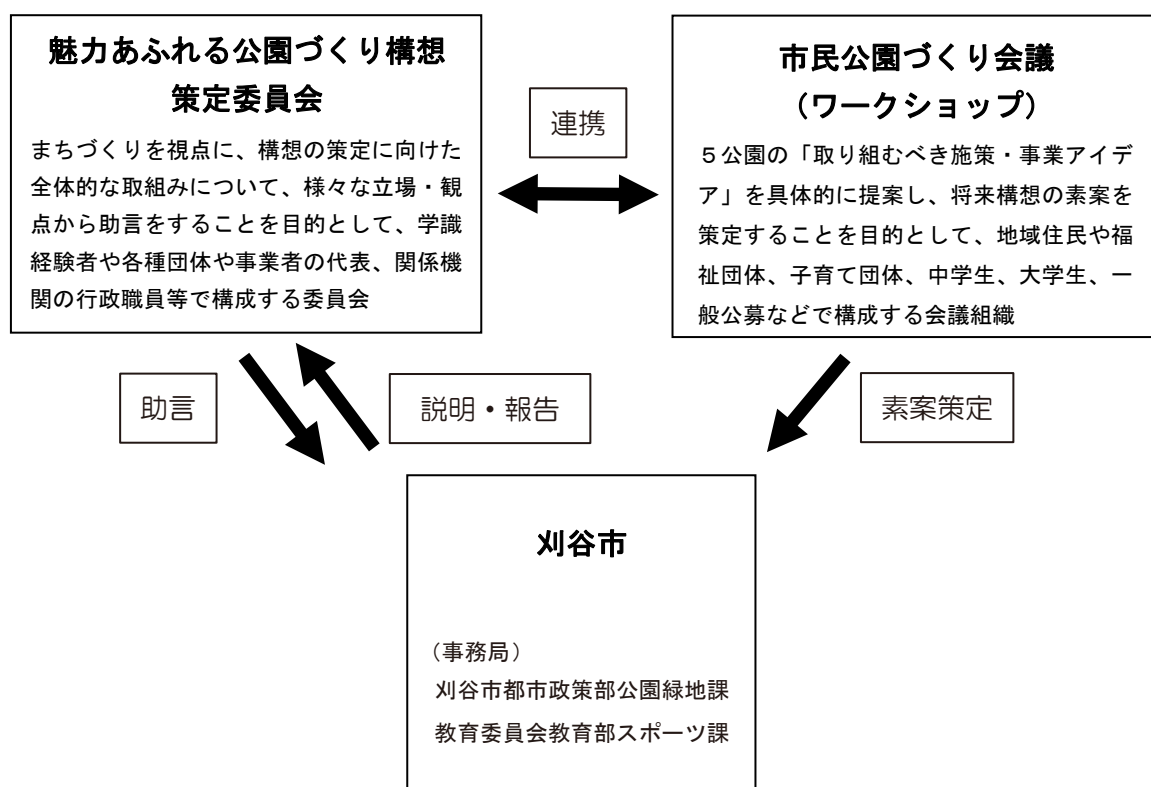 魅力あふれる公園づくり構想
策定委員会
まちづくりを視点に、構想の策定に向けた
全体的な取組みについて、様々な立場・観
点から助言をすることを目的として、学識
経験者や各種団体や事業者の代表、関係機
関の行政職員等で構成する委員会
連携
市民公園づくり会議
（ワークショップ）
５公園の「取り組むべき施策・事業アイデ
ア」を具体的に提案し、将来構想の素案を
策定することを目的として、地域住民や福
祉団体、子育て団体、中学生、大学生、一
般公募などで構成する会議組織
助言
説明・報告
素案策定
刈谷市
（事務局）
刈谷市都市政策部公園緑地課
教育委員会教育部スポーツ課